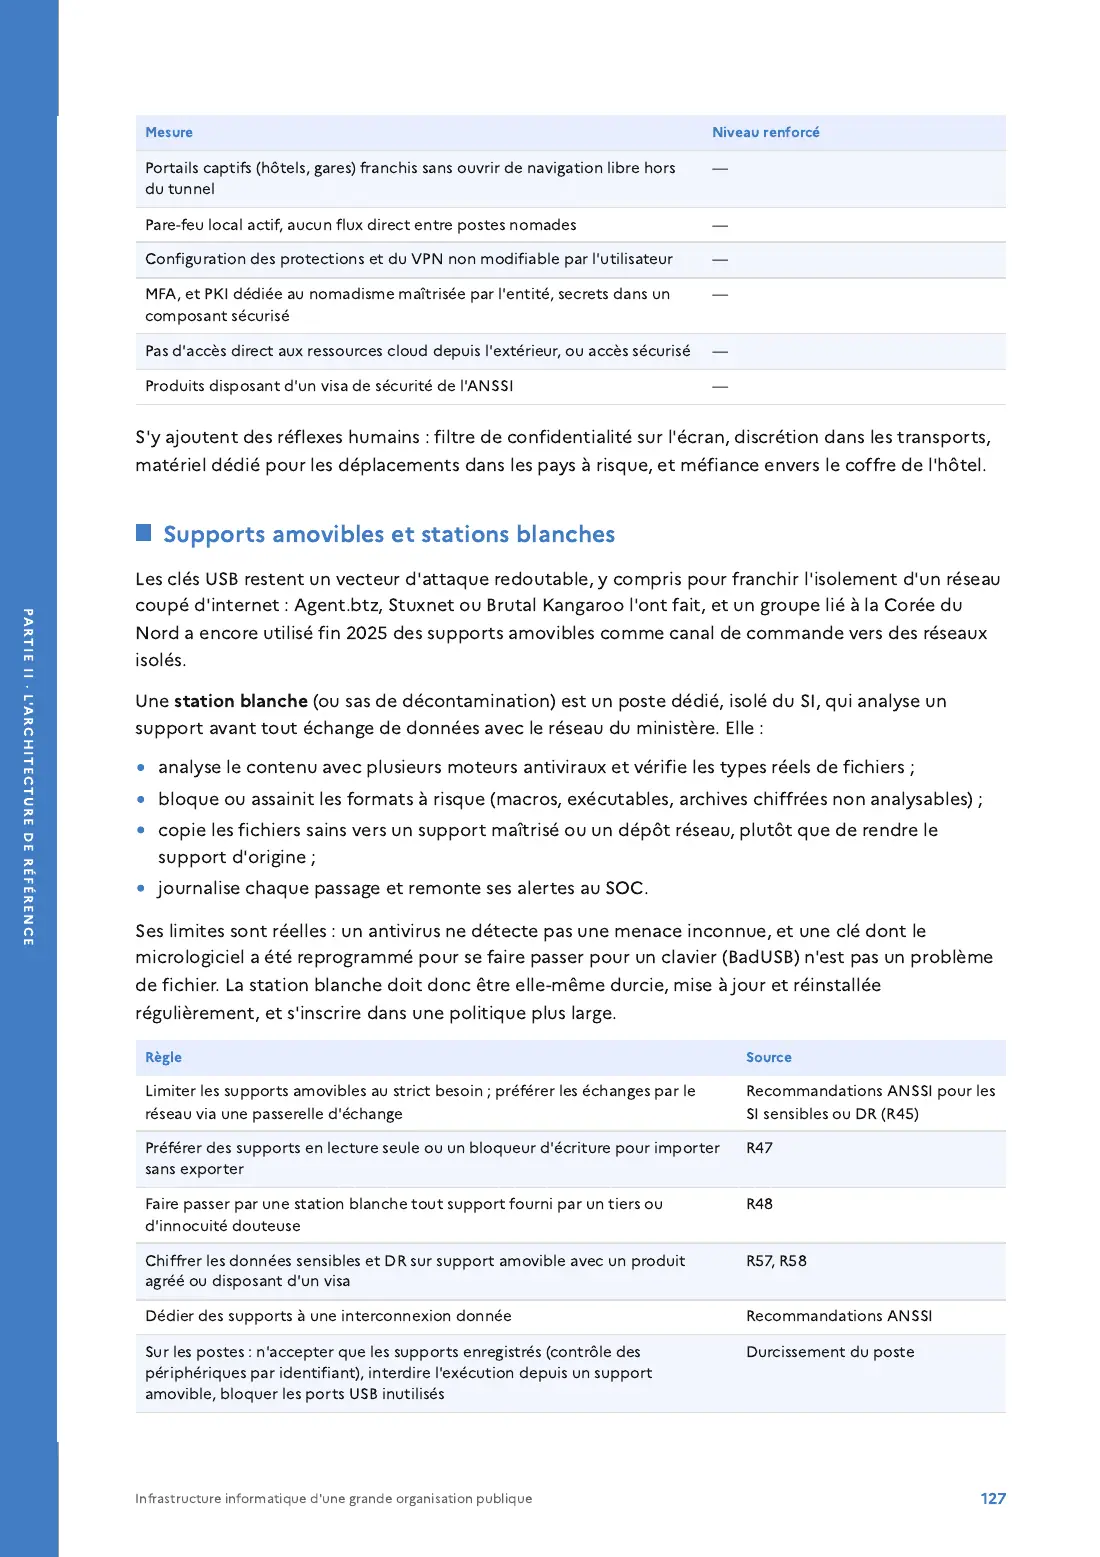 Mesure Niveau renforcé
Portails captifs (hôtels, gares) franchis sans ouvrir de navigation libre hors —
du tunnel
Pare-feu local actif, aucun flux direct entre postes nomades —
Configuration des protections et du VPN non modifiable par l'utilisateur —
MFA, et PKI dédiée au nomadisme maîtrisée par l'entité, secrets dans un —
composant sécurisé
Pas d'accès direct aux ressources cloud depuis l'extérieur, ou accès sécurisé —
Produits disposant d'un visa de sécurité de l'ANSSI —
S'y ajoutent des réflexes humains : filtre de confidentialité sur l'écran, discrétion dans les transports,
matériel dédié pour les déplacements dans les pays à risque, et méfiance envers le coffre de l'hôtel.
Supports amovibles et stations blanches
Les clés USB restent un vecteur d'attaque redoutable, y compris pour franchir l'isolement d'un réseau
coupé d'internet : Agent.btz, Stuxnet ou Brutal Kangaroo l'ont fait, et un groupe lié à la Corée du
Nord a encore utilisé fin 2025 des supports amovibles comme canal de commande vers des réseaux
isolés.
Une station blanche (ou sas de décontamination) est un poste dédié, isolé du SI, qui analyse un
support avant tout échange de données avec le réseau du ministère. Elle :
• analyse le contenu avec plusieurs moteurs antiviraux et vérifie les types réels de fichiers ;
• bloque ou assainit les formats à risque (macros, exécutables, archives chiffrées non analysables) ;
• copie les fichiers sains vers un support maîtrisé ou un dépôt réseau, plutôt que de rendre le
support d'origine ;
• journalise chaque passage et remonte ses alertes au SOC.
Ses limites sont réelles : un antivirus ne détecte pas une menace inconnue, et une clé dont le
micrologiciel a été reprogrammé pour se faire passer pour un clavier (BadUSB) n'est pas un problème
de fichier. La station blanche doit donc être elle-même durcie, mise à jour et réinstallée
régulièrement, et s'inscrire dans une politique plus large.
Règle Source
Limiter les supports amovibles au strict besoin ; préférer les échanges par le Recommandations ANSSI pour les
réseau via une passerelle d'échange SI sensibles ou DR (R45)
Préférer des supports en lecture seule ou un bloqueur d'écriture pour importer R47
sans exporter
Faire passer par une station blanche tout support fourni par un tiers ou R48
d'innocuité douteuse
Chiffrer les données sensibles et DR sur support amovible avec un produit R57, R58
agréé ou disposant d'un visa
Dédier des supports à une interconnexion donnée Recommandations ANSSI
Sur les postes : n'accepter que les supports enregistrés (contrôle des Durcissement du poste
périphériques par identifiant), interdire l'exécution depuis un support
amovible, bloquer les ports USB inutilisés
Infrastructure informatique d'une grande organisation publique 127
PARTIE II · L'ARCHITECTURE DE RÉFÉRENCE